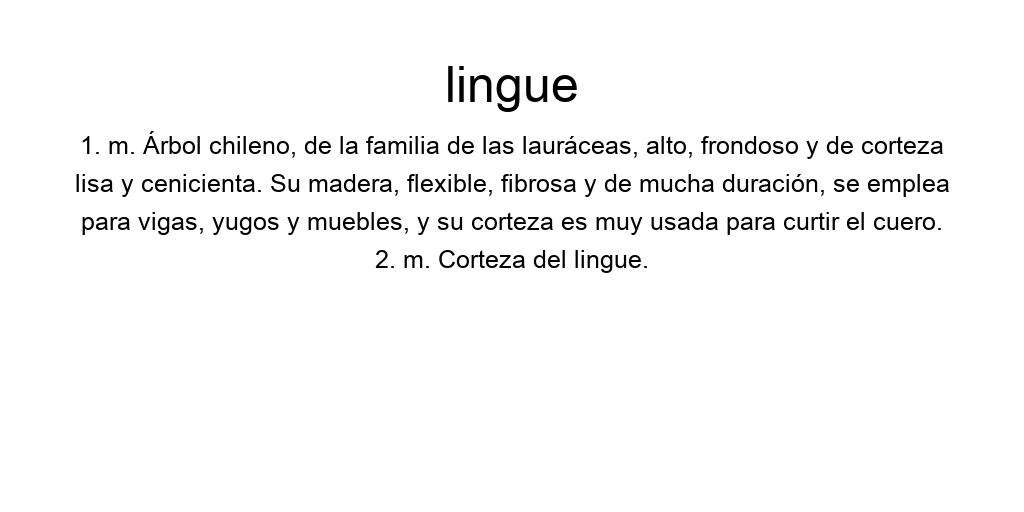 lingue
1. m. Árbol chileno, de la familia de las lauráceas, alto, frondoso y de corteza
lisa y cenicienta. Su madera, flexible, fibrosa y de mucha duración, se emplea
para vigas, yugos y muebles, y su corteza es muy usada para curtir el cuero.
2. m. Corteza del lingue.